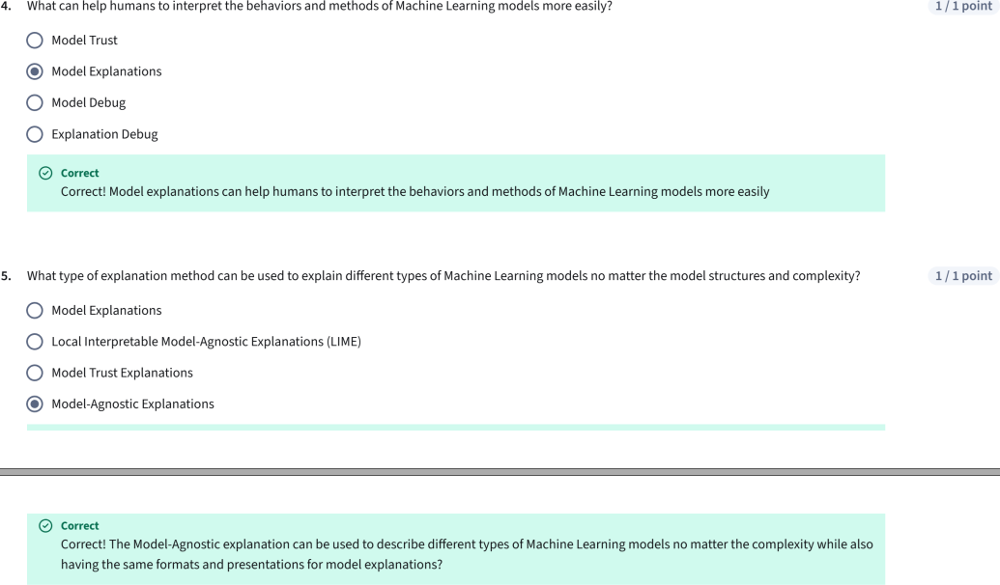 4. What can help humans to interpret the behaviors and methods of Machine Learning models more easily? 1 / 1 point
Model Trust
Model Explanations
Model Debug
Explanation Debug
Correct
Correct! Model explanations can help humans to interpret the behaviors and methods of Machine Learning models more easily
5. What type of explanation method can be used to explain different types of Machine Learning models no matter the model structures and complexity? 1 / 1 point
Model Explanations
Local Interpretable Model-Agnostic Explanations (LIME)
Model Trust Explanations
Model-Agnostic Explanations
Correct
Correct! The Model-Agnostic explanation can be used to describe different types of Machine Learning models no matter the complexity while also
having the same formats and presentations for model explanations?